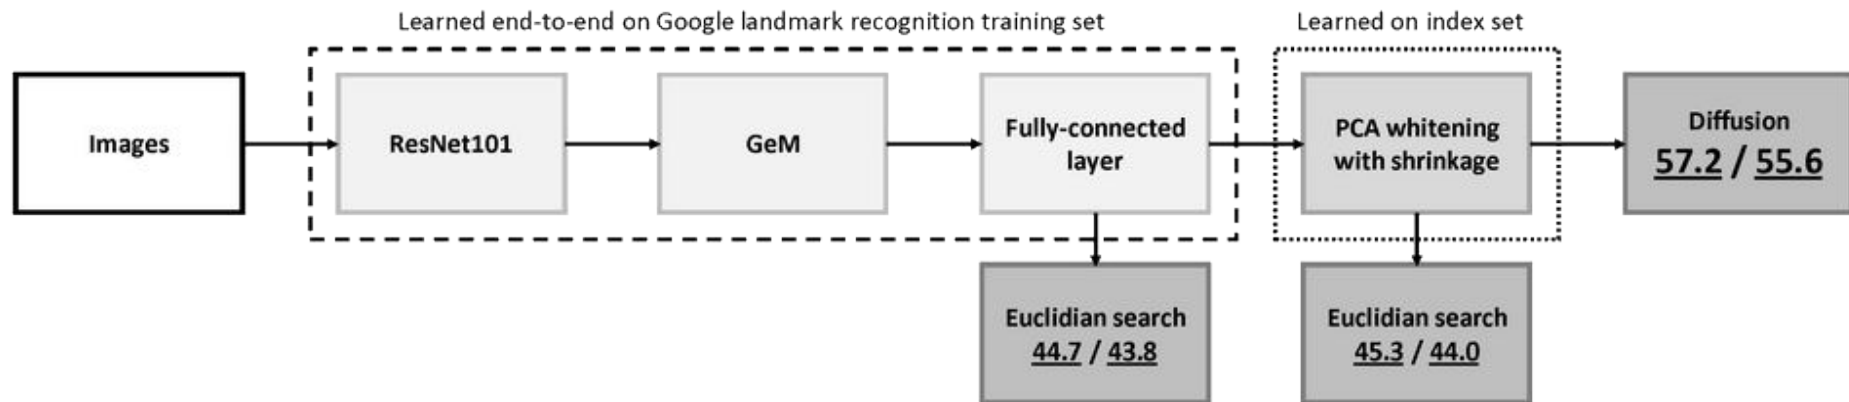 Learned end-to-end on Google landmark recognition training set
Learned on index set
Images
ResNet101
GeM
Fully-connected
layer
PCA whitening
with shrinkage
Diffusion
57.2 / 55.6
Euclidian search
44.7 / 43.8
Euclidian search
45.3 / 44.0